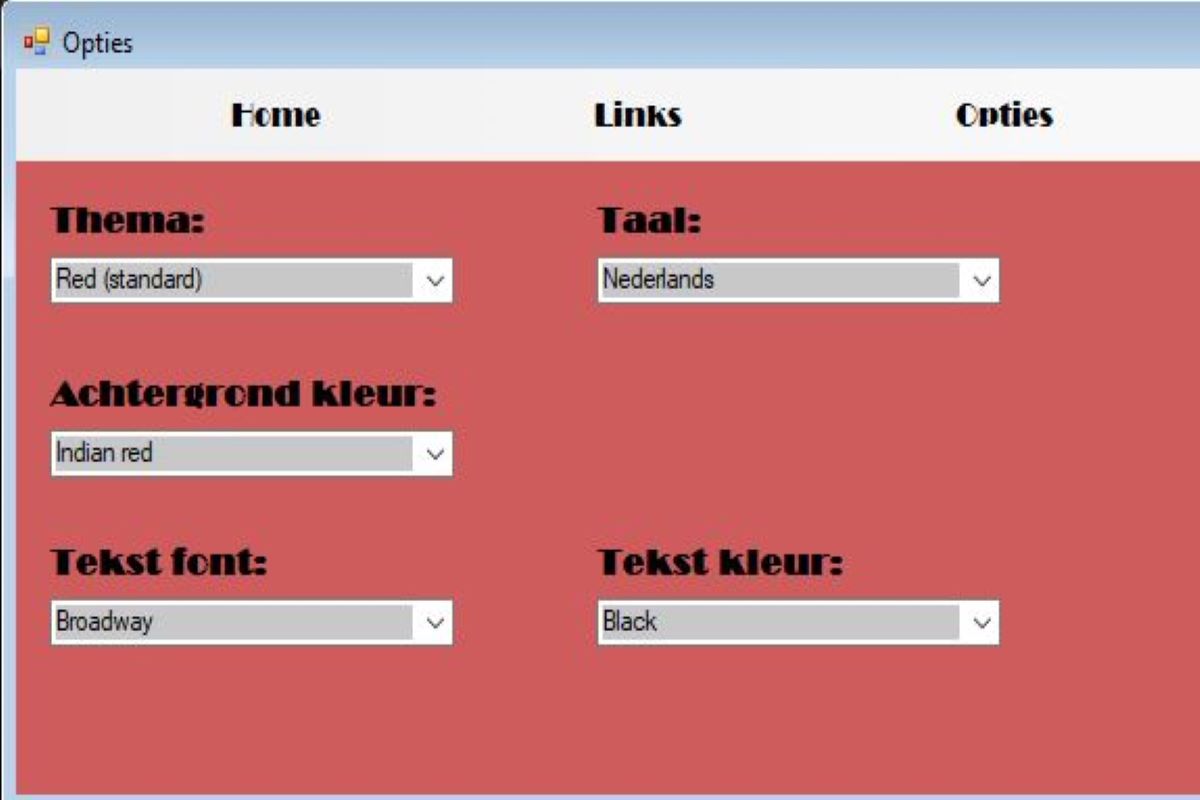 Opties
Home Links Opties
Thema: Taal:
Red (standard) Nederlands
Achtergrond kleur:
Indian red
Tekst font: Tekst kleur:
Broadway Black